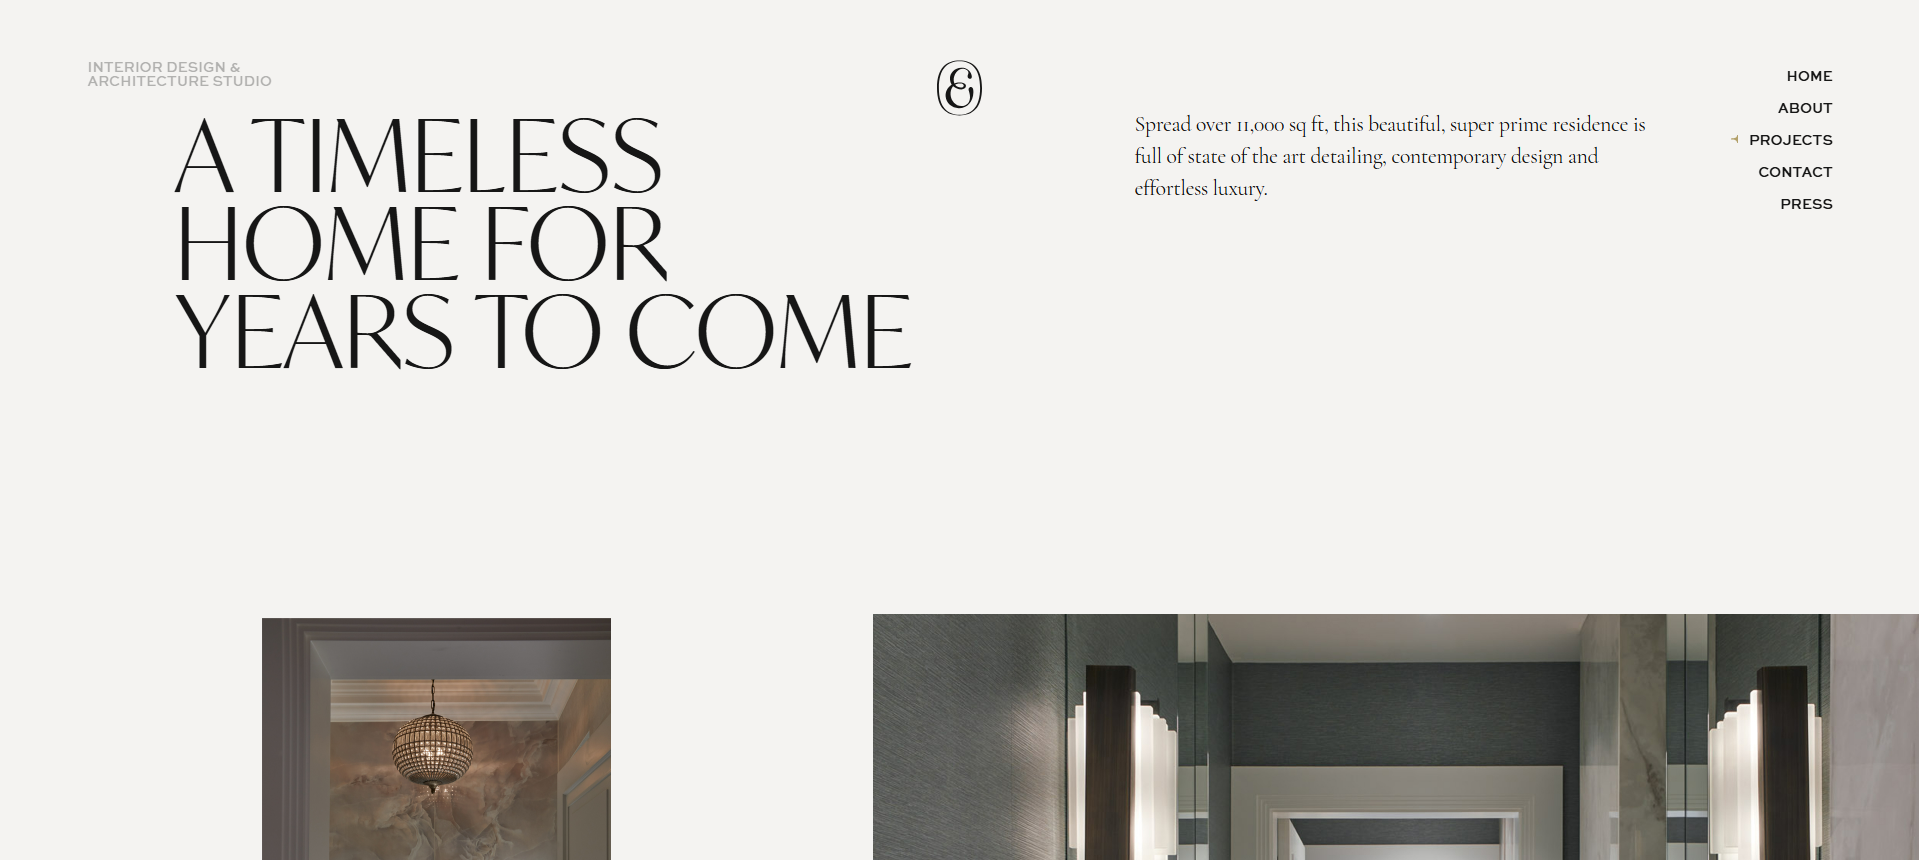 INTERIOR DESIGN &
ARCHITECTURE STUDIO
A TIMELESS
HOME FOR
YEARS TO COME
&
Spread over 11,000 sq ft, this beautiful, super prime residence is
full of state of the art detailing, contemporary design and
effortless luxury.
HOME
ABOUT
PROJECTS
CONTACT
PRESS